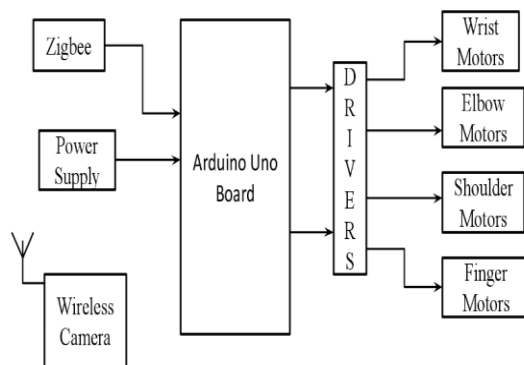 Zigbee
Power
Supply
Wireless
Camera
Arduino Uno
Board
D
R
I
V
E
R
S
Wrist
Motors
Elbow
Motors
Shoulder
Motors
Finger
Motors